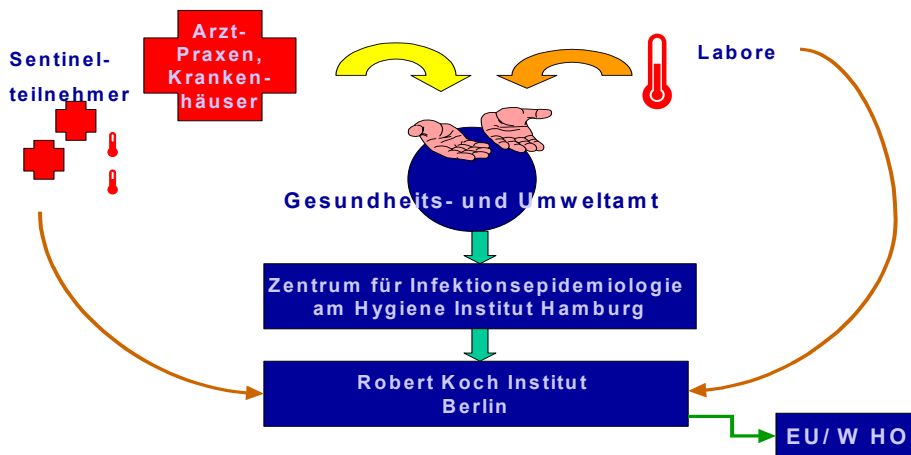 Sentinel-
teilnehmer
Arzt-
Praxen,
Kranken-
häuser
Labore
Gesundheits- und Umweltamt
Zentrum für Infektionsepidemiologie
am Hygiene Institut Hamburg
Robert Koch Institut
Berlin
EU/W HO